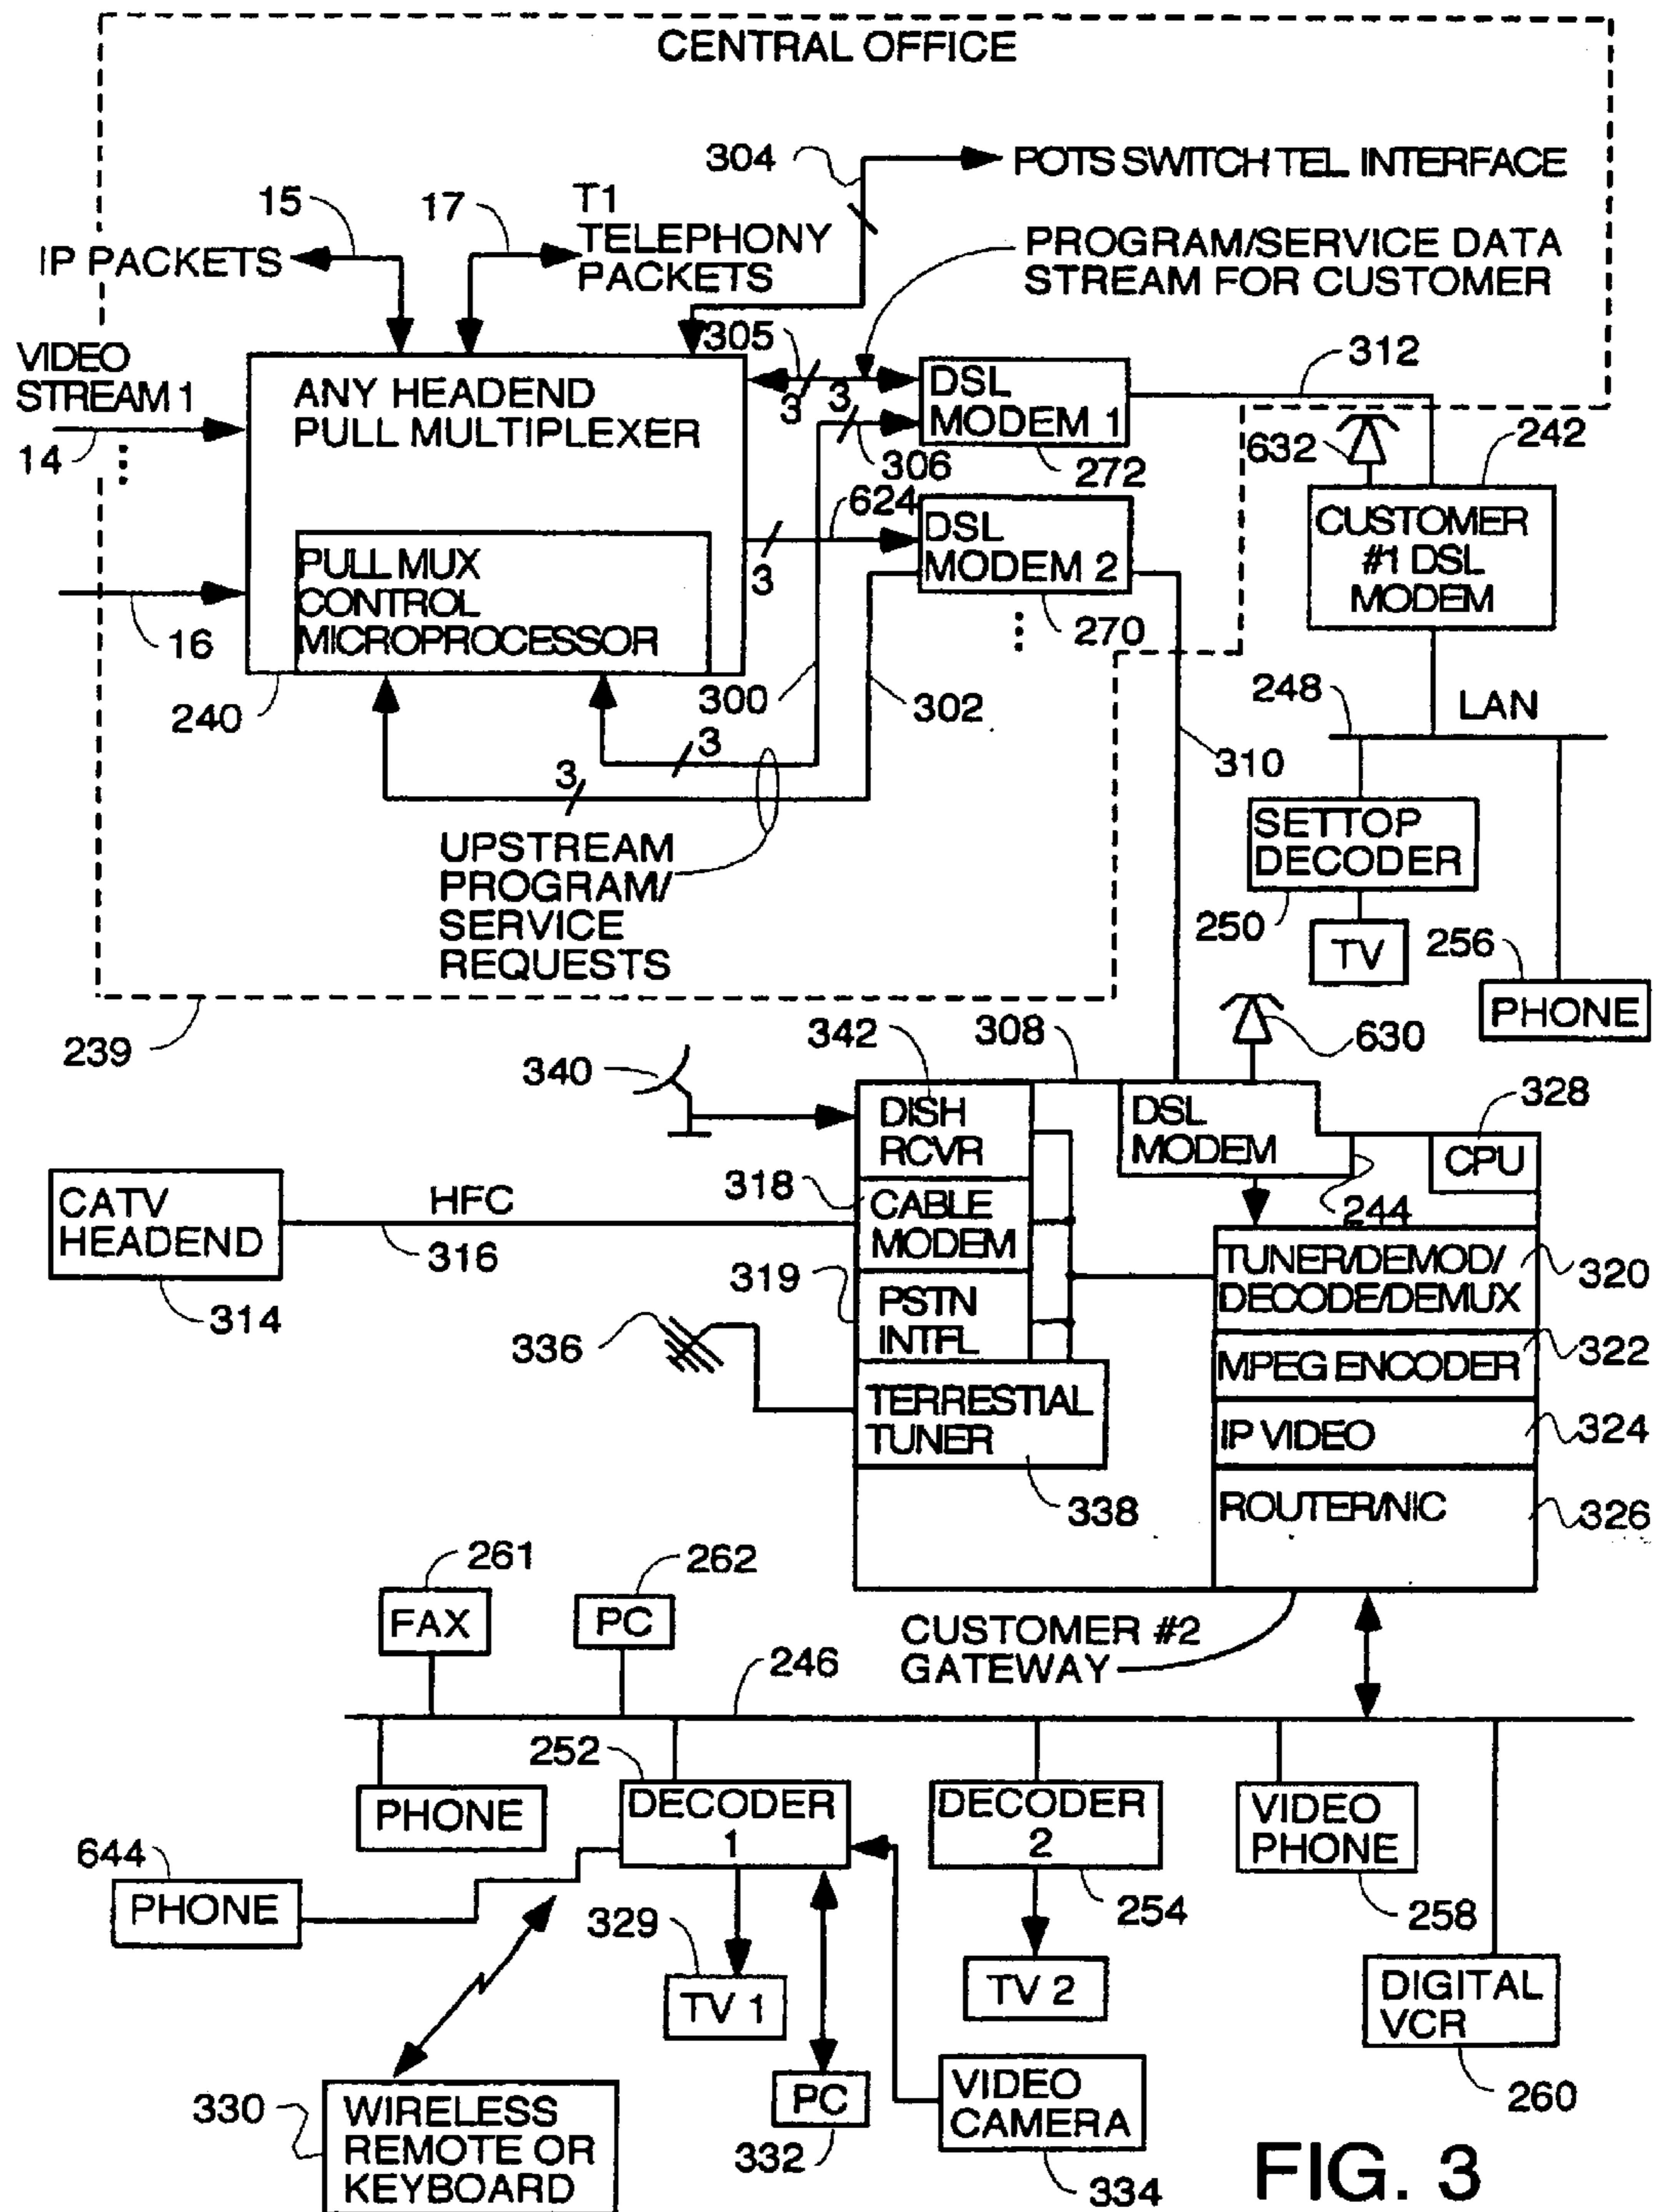 CENTRAL OFFICE
304
POTS SWITCH TEL INTERFACE
15
17
T1
TELEPHONY
PACKETS
IP PACKETS
PROGRAM/SERVICE DATA
STREAM FOR CUSTOMER
VIDEO
STREAM 1
14
16
ANY HEADEND
PULL MULTIPLEXER
PULL MUX
CONTROL
MICROPROCESSOR
240
305
3
3
306
DSL
MODEM 1
272
312
624
3
DSL
MODEM 2
270
632
242
CUSTOMER
#1 DSL
MODEM
300
302
3
3
310
248
LAN
UPSTREAM
PROGRAM/
SERVICE
REQUESTS
SETTOP
DECODER
250
TV
256
PHONE
239
340
342
308
630
DISH
RCVR
DSL
MODEM
328
CPU
244
CATV
HEADEND
314
HFC
316
318
CABLE
MODEM
319
PSTN
INTFL
336
TERRESTIAL
TUNER
338
TUNER/DEMOD/
DECODE/DEMUX
320
MPEG ENCODER
322
IP VIDEO
324
ROUTER/NIC
326
261
FAX
262
PC
CUSTOMER #2
GATEWAY
246
252
PHONE
DECODER
1
DECODER
2
254
VIDEO
PHONE
258
644
PHONE
329
TV 1
TV 2
DIGITAL
VCR
260
330
WIRELESS
REMOTE OR
KEYBOARD
PC
332
VIDEO
CAMERA
334
FIG. 3